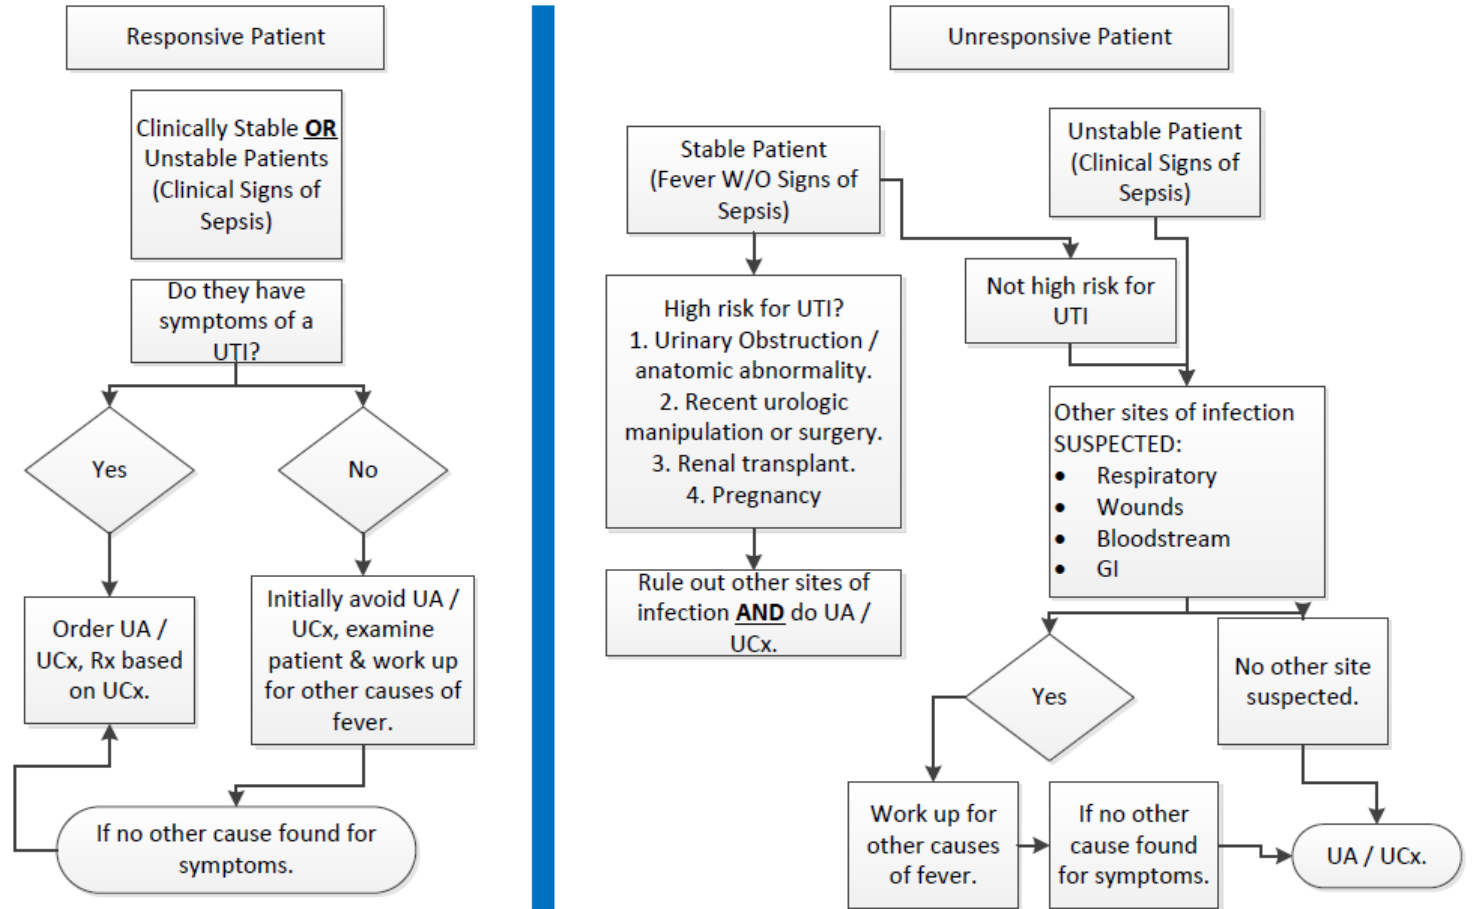 Responsive Patient
Clinically Stable OR
Unstable Patients
(Clinical Signs of
Sepsis)
Do they have
symptoms of a
UTI?
Yes
No
Order UA /
UCx, Rx based
on UCx.
Initially avoid UA /
UCx, examine
patient & work up
for other causes of
fever.
If no other cause found for
symptoms.
Unresponsive Patient
Stable Patient
(Fever W/O Signs of
Sepsis)
Unstable Patient
(Clinical Signs of
Sepsis)
High risk for UTI?
1. Urinary Obstruction /
anatomic abnormality.
2. Recent urologic
manipulation or surgery.
3. Renal transplant.
4. Pregnancy
Not high risk for
UTI
Rule out other sites of
infection AND do UA /
UCx.
Other sites of infection
SUSPECTED:
• Respiratory
• Wounds
• Bloodstream
• GI
Yes
No other site
suspected.
Work up for
other causes
of fever.
If no other
cause found
for symptoms.
UA / UCx.